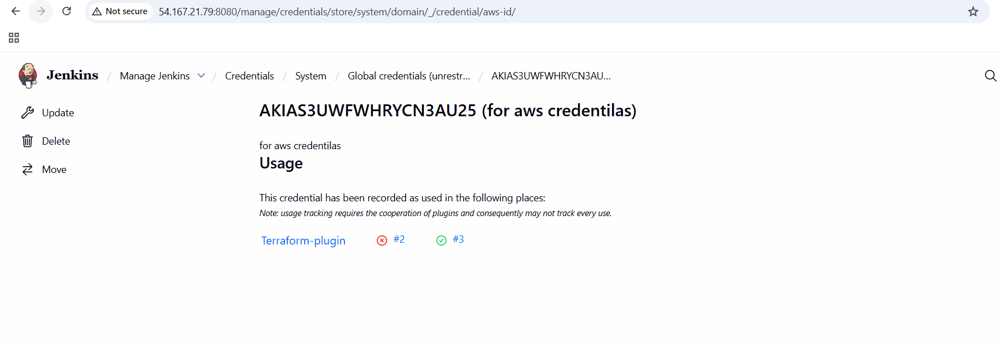 Not secure 54.167.21.79:8080/manage/credentials/store/system/domain/_/credential/aws-id/
Jenkins / Manage Jenkins / Credentials / System / Global credentials (unrestr... / AKIAS3UWFWHRYCN3AU...
Update
Delete
Move
AKIAS3UWFWHRYCN3AU25 (for aws credentilas)
for aws credentilas
Usage
This credential has been recorded as used in the following places:
Note: usage tracking requires the cooperation of plugins and consequently may not track every use.
Terraform-plugin #2 #3